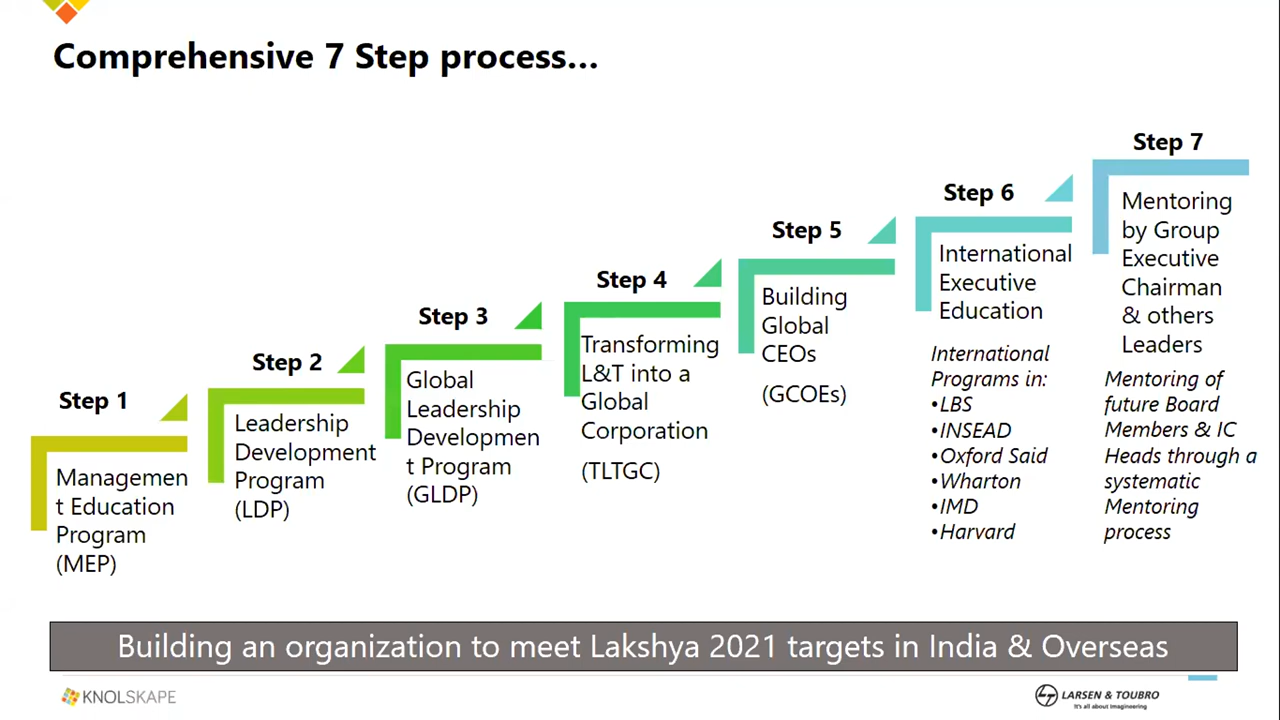 Comprehensive 7 Step process...
Step 1
Managemen
t Education
Program
(MEP)
Step 2
Leadership
Development
Program
(LDP)
Step 3
Global
Leadership
Developmen
t Program
(GLDP)
Step 4
Transforming
L&T into a
Global
Corporation
(TLTGC)
Step 5
Building
Global
CEOs
(GCOEs)
Step 6
International
Executive
Education
International
Programs in:
•LBS
•INSEAD
•Oxford Said
•Wharton
•IMD
•Harvard
Step 7
Mentoring
by Group
Executive
Chairman
& others
Leaders
Mentoring of
future Board
Members & IC
Heads through a
systematic
Mentoring
process
Building an organization to meet Lakshya 2021 targets in India & Overseas
KNOLSKAPE
LARSEN & TOUBRO
It's all about Imagineering